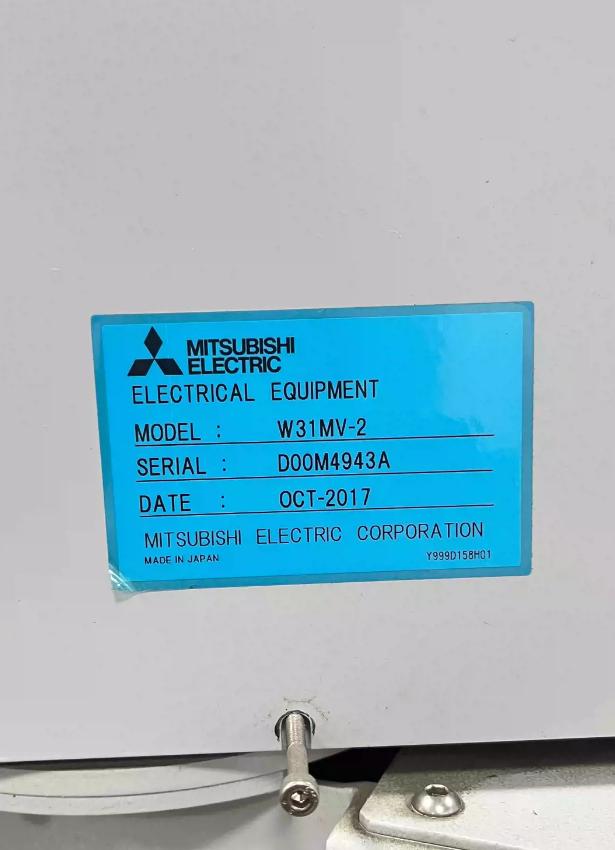 MITSUBISHI
ELECTRIC
ELECTRICAL EQUIPMENT
MODEL : W31MV-2
SERIAL : D00M4943A
DATE : OCT-2017
MITSUBISHI ELECTRIC CORPORATION
MADE IN JAPAN Y999D158H01